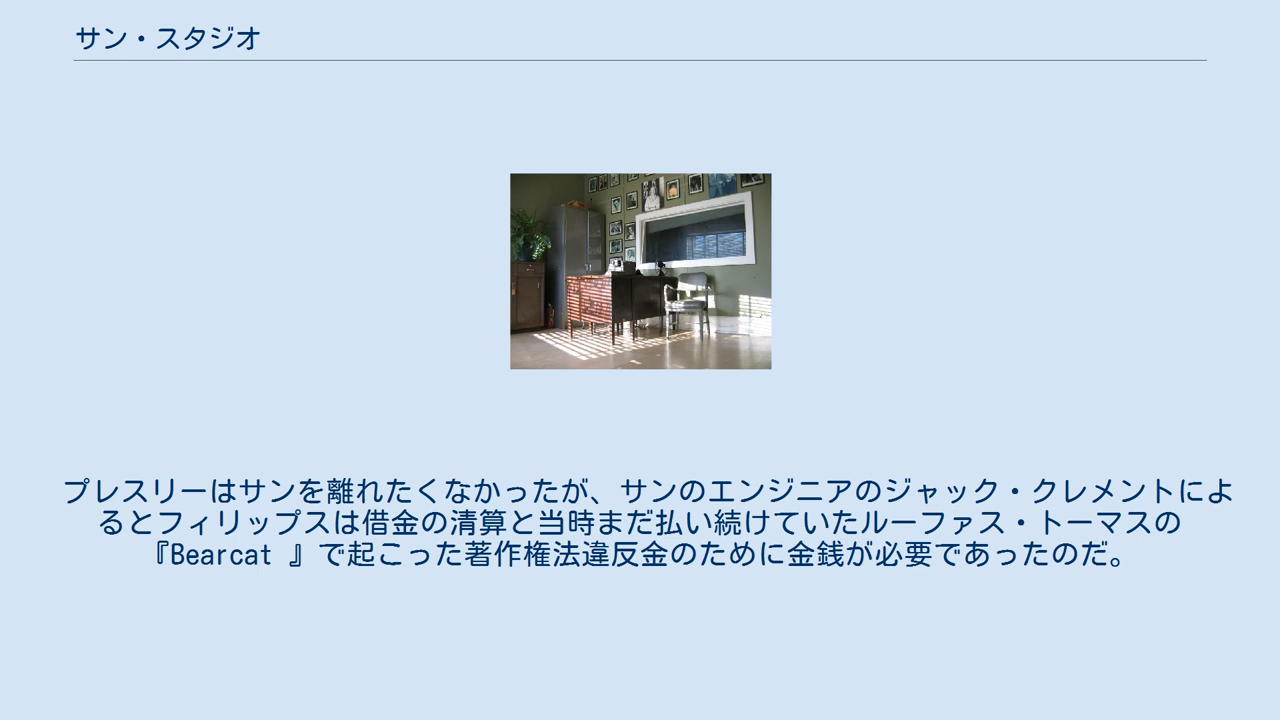 サン・スタジオ
プレスリーはサンを離れたくなかったが、サンのエンジニアのジャック・クレメントによ
るとフィリップスは借金の清算と当時まだ払い続けていたルーファス・トーマスの
『Bearcat 』で起こった著作権法違反金のために金銭が必要であったのだ。